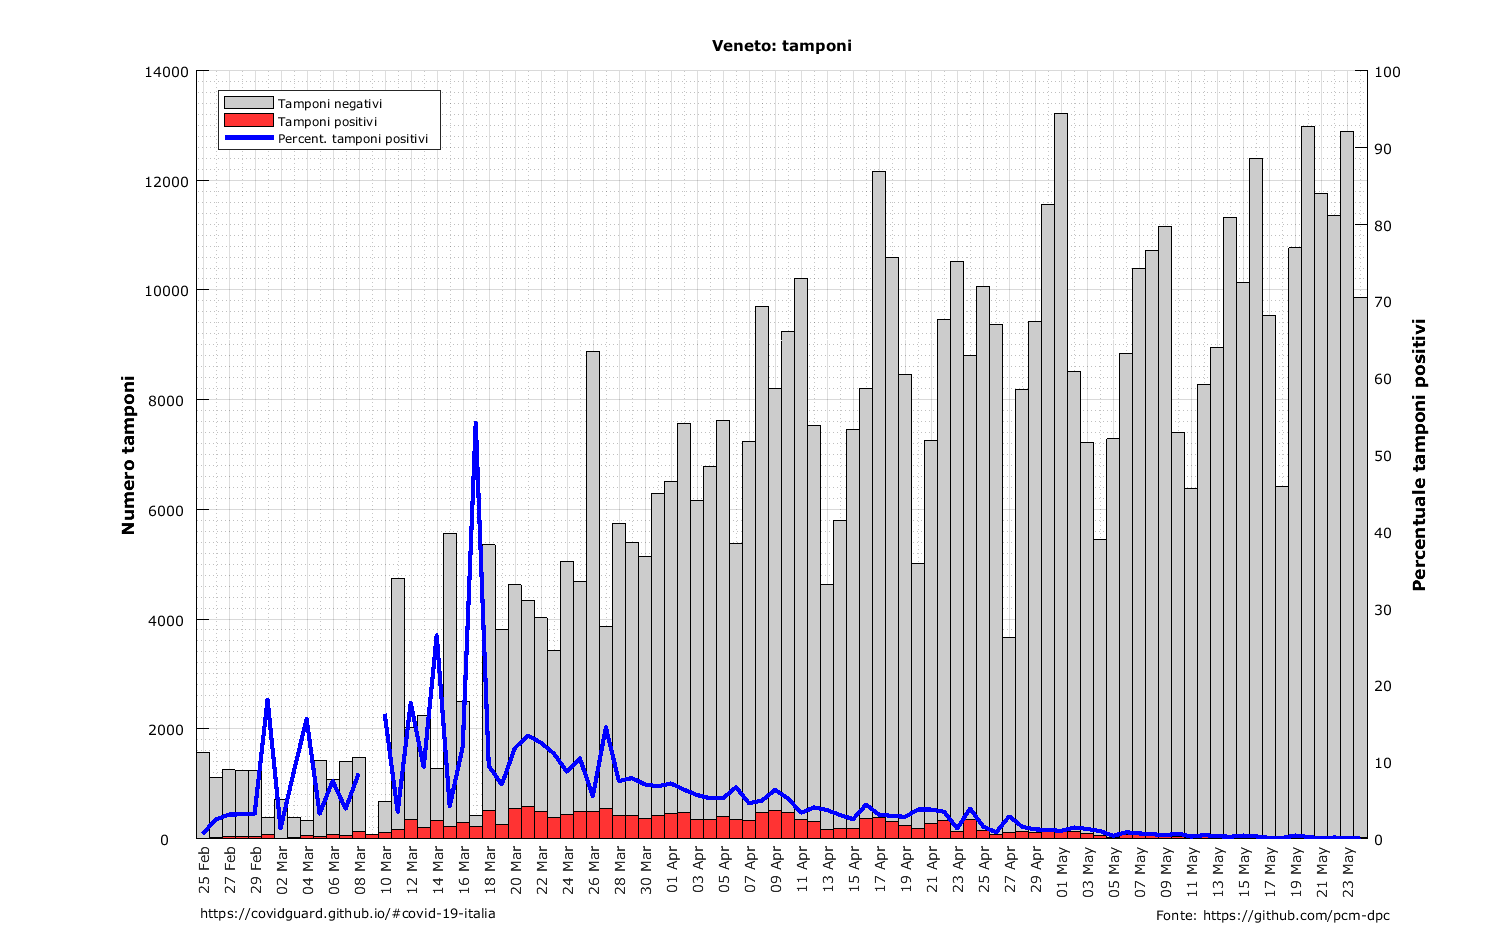 Veneto: tamponi
14000
12000
10000
8000
6000
4000
2000
0
Numero tamponi
Tamponi negativi
Tamponi positivi
Percent. tamponi positivi
100
90
80
70
60
50
40
30
20
10
0
Percentuale tamponi positivi
25 Feb
27 Feb
29 Feb
02 Mar
04 Mar
06 Mar
08 Mar
10 Mar
12 Mar
14 Mar
16 Mar
18 Mar
20 Mar
22 Mar
24 Mar
26 Mar
28 Mar
30 Mar
01 Apr
03 Apr
05 Apr
07 Apr
09 Apr
11 Apr
13 Apr
15 Apr
17 Apr
19 Apr
21 Apr
23 Apr
25 Apr
27 Apr
29 Apr
01 May
03 May
05 May
07 May
09 May
11 May
13 May
15 May
17 May
19 May
21 May
23 May
https://covidguard.github.io/#covid-19-italia
Fonte: https://github.com/pcm-dpc